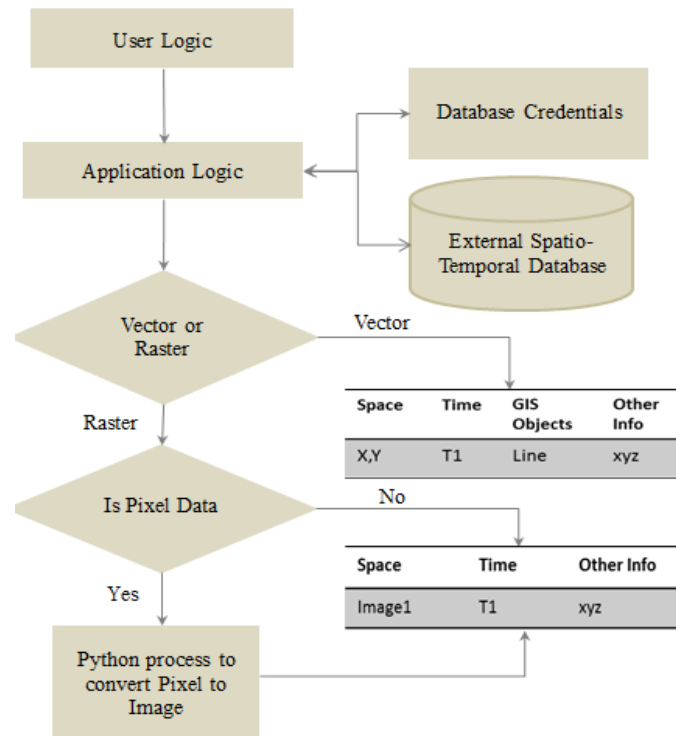 User Logic
Database Credentials
Application Logic
External Spatio-
Temporal Database
Vector or
Raster
Vector
Space Time GIS Objects Other Info
X,Y T1 Line xyz
Raster
Is Pixel Data
No
Space Time Other Info
Image1 T1 xyz
Yes
Python process to
convert Pixel to
Image